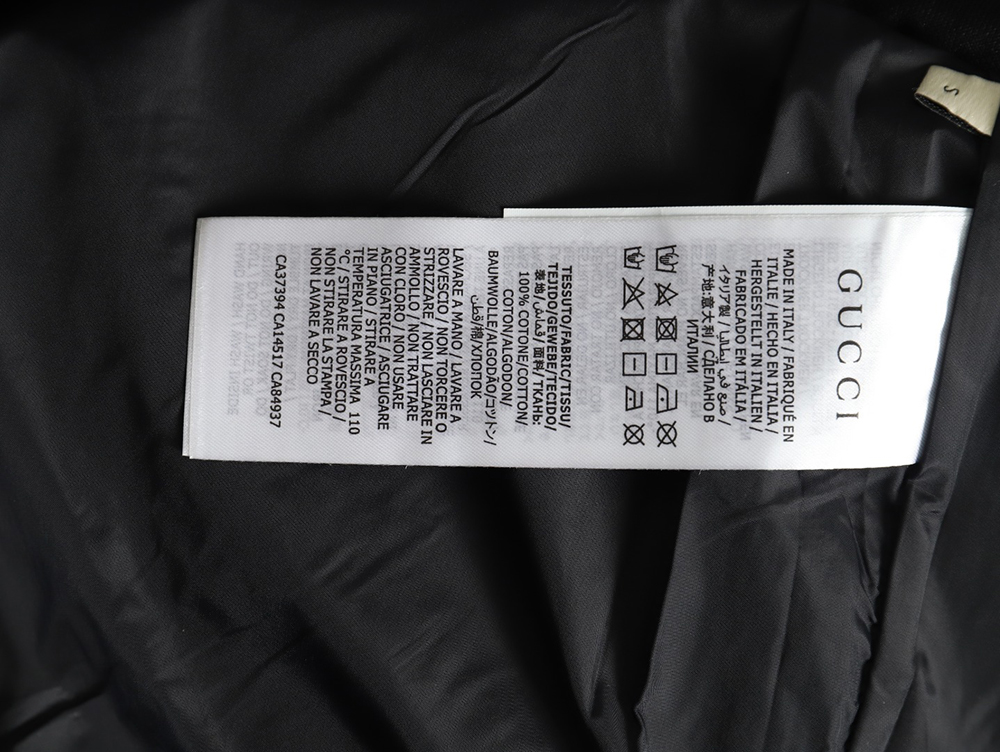 S
GUCCI
MADE IN ITALY / FABRIQUÉ EN
ITALIE / HECHO EN ITALIA /
HERGESTELLT IN ITALIEN /
FABRICADO EM ITÁLIA /
イタリア製 / صنع في ايطاليا /
产地:意大利 / СДЕЛАНО В
ИТАЛИИ
TESSUTO/FABRIC/TISSU/
TEJIDO/GEWEBE/TECIDO/
表地/قماش/面料/ТКАНЬ:
100% COTONE/COTTON/
COTON/ALGODON/
BAUMWOLLE/ALGODÃO/コットン/
قطن/棉/ХЛОПОК
LAVARE A MANO / LAVARE A
ROVESCIO / NON TORCERE O
STRIZZARE / NON LASCIARE IN
AMMOLLO / NON TRATTARE
CON CLORO / NON USARE
ASCIUGATRICE / ASCIUGARE
IN PIANO / STIRARE A
TEMPERATURA MASSIMA 110
°C / STIRARE A ROVESCIO /
NON STIRARE LA STAMPA /
NON LAVARE A SECCO
CA37394 CA14517 CA84937